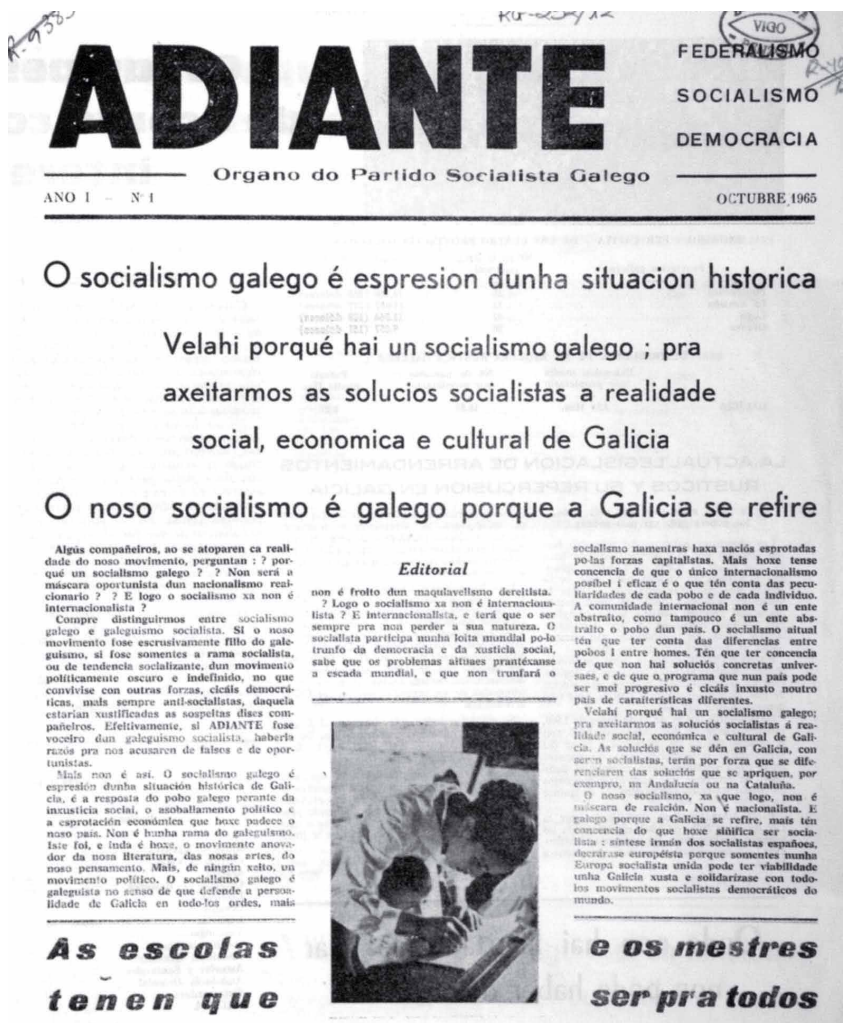 R-9385
VIGO
ADIANTE
FEDERALISMO
SOCIALISMO
DEMOCRACIA
Organo do Partido Socialista Galego
ANO I - Nº 1
OCTUBRE, 1965
O socialismo galego é espresion dunha situacion historica
Velahi porqué hai un socialismo galego ; pra
axeitarmos as solucios socialistas a realidade
social, economica e cultural de Galicia
O noso socialismo é galego porque a Galicia se refire
Algús compañeiros, ao se atoparen ca reali-
dade do noso movimento, perguntan : ? por-
qué un socialismo galego ? ? Non será a
máscara oportunista dun nacionalismo reai-
cionario ? ? E logo o socialismo xa non é
internacionalista ?
Compre distinguirmos entre socialismo
galego e galeguismo socialista. Si o noso
movimento fose escrusivamente fillo do gale-
guismo, si fose somentes a rama socialista,
ou de tendencia socializante, dun movimento
políticamente oscuro e indefinido, no que
convivise con outras forzas, cicáis democrá-
ticas, mais sempre anti-socialistas, daquela
estarían xustificadas as sospeitas dises com-
pañeiros. Efeitivamente, si ADIANTE fose
voceiro dun galeguismo socialista, habería
razós pra nos acusaren de falsos e de opor-
tunistas.
Mais non é así. O socialismo galego é
espresión dunha situación histórica de Gali-
cia, é a resposta do pobo galego perante da
inxusticia social, o asoballamento político e
a esprotación económica que hoxe padece o
noso país. Non é hunha rama do galeguismo.
Iste foi, e inda é hoxe, o movimento anova-
dor da nosa literatura, das nosas artes, do
noso pensamento. Mais, de ningún xeito, un
movimento político. O socialismo galego é
galeguista no senso de que defende a persoa-
lidade de Galicia en todo-los ordes, mais
Editorial
non é froito dun maquiavelismo dereitista.
? Logo o socialismo xa non é internaciona-
lista ? E internacionalista, e terá que o ser
sempre pra non perder a sua natureza. O
socialista participa nunha loita mundial po-lo
trunfo da democracia e da xusticia social,
sabe que os problemas aituaes prantéxanse
a escada mundial, e que non trunfará o
socialismo namentras haxa naciós esprotadas
po-las forzas capitalistas. Mais hoxe tense
concencia de que o único internacionalismo
posibel i eficaz é o que tén conta das pecu-
liaridades de cada pobo e de cada individuo.
A comunidade internacional non é un ente
abstraito, como tampouco é un ente abs-
traito o pobo dun país. O socialismo aitual
tén que ter conta das diferencias entre
pobos i entre homes. Tén que ter concencia
de que non hai soluciós concretas univer-
saes, e de que o programa que nun país pode
ser moi progresivo é cicáis inxusto noutro
país de caraiterísticas diferentes.
Velahi porqué hai un socialismo galego;
pra axeitarmos as soluciós socialistas á rea-
lidade social, económica e cultural de Gali-
cia. As soluciós que se dén en Galicia, con
seren socialistas, terán por forza que se dife-
renciaren das soluciós que se apriquen, por
exempro, na Andalucía ou na Cataluña.
O noso socialismo, xa que logo, non é
máscara de reaición. Non é nacionalista. E
galego porque a Galicia se refire, mais tén
concencia do que hoxe siñifica ser socia-
lista : síntese irmán dos socialistas españoes,
decrárase européista porque somentes nunha
Europa socialista unida pode ter viabilidade
unha Galicia xusta e solidarízase con todo-
los movimentos socialistas democráticos do
mundo.
As escolas
teñen que
e os mestres
ser pra todos